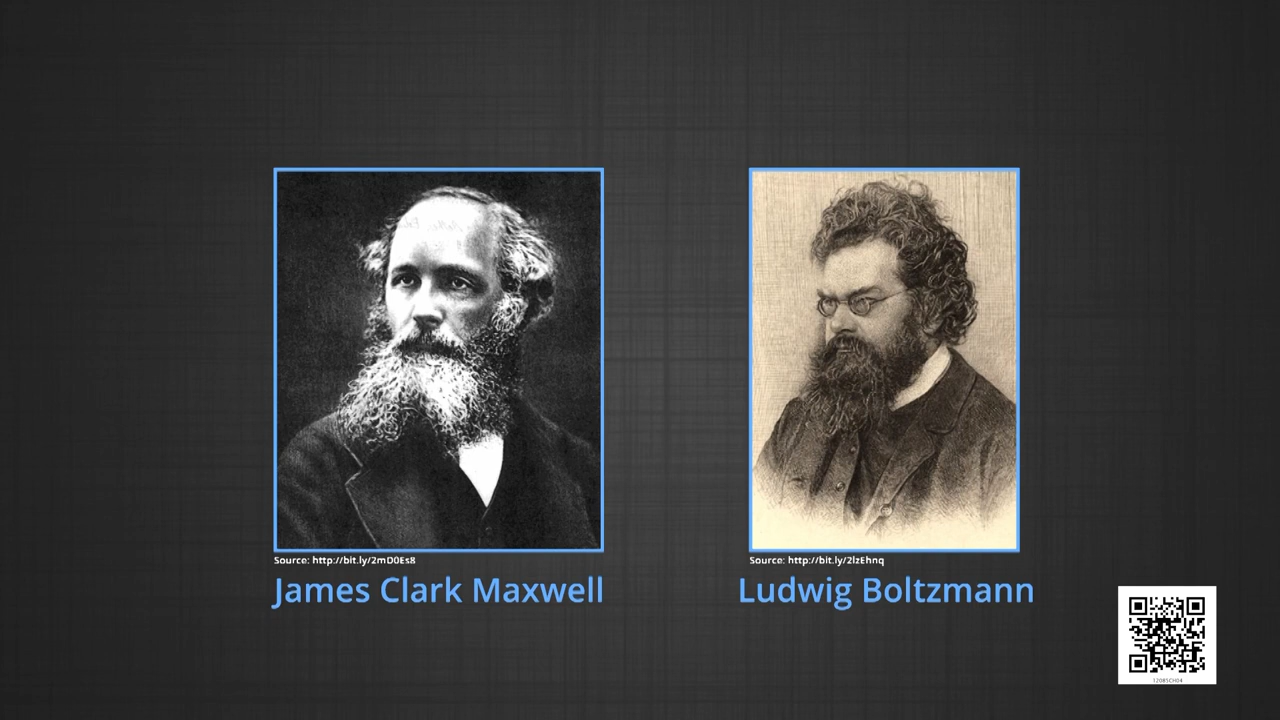 Source: http://bit.ly/2mD0Es8
James Clark Maxwell
Source: http://bit.ly/2lzEhnq
Ludwig Boltzmann